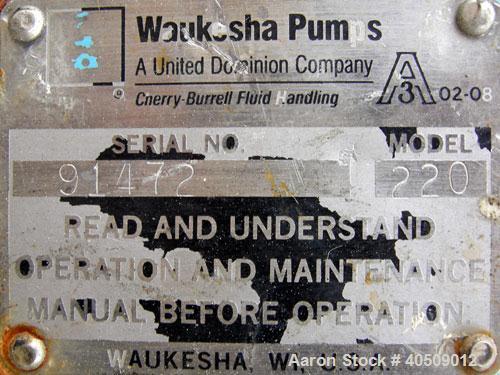 Waukesha Pumps
A United Dominion Company
Cherry-Burrell Fluid Handling
A3 02-08
SERIAL NO. MODEL
91472 220
READ AND UNDERSTAND
OPERATION AND MAINTENANCE
MANUAL BEFORE OPERATION.
WAUKESHA, WI.
Aaron Stock # 40509012